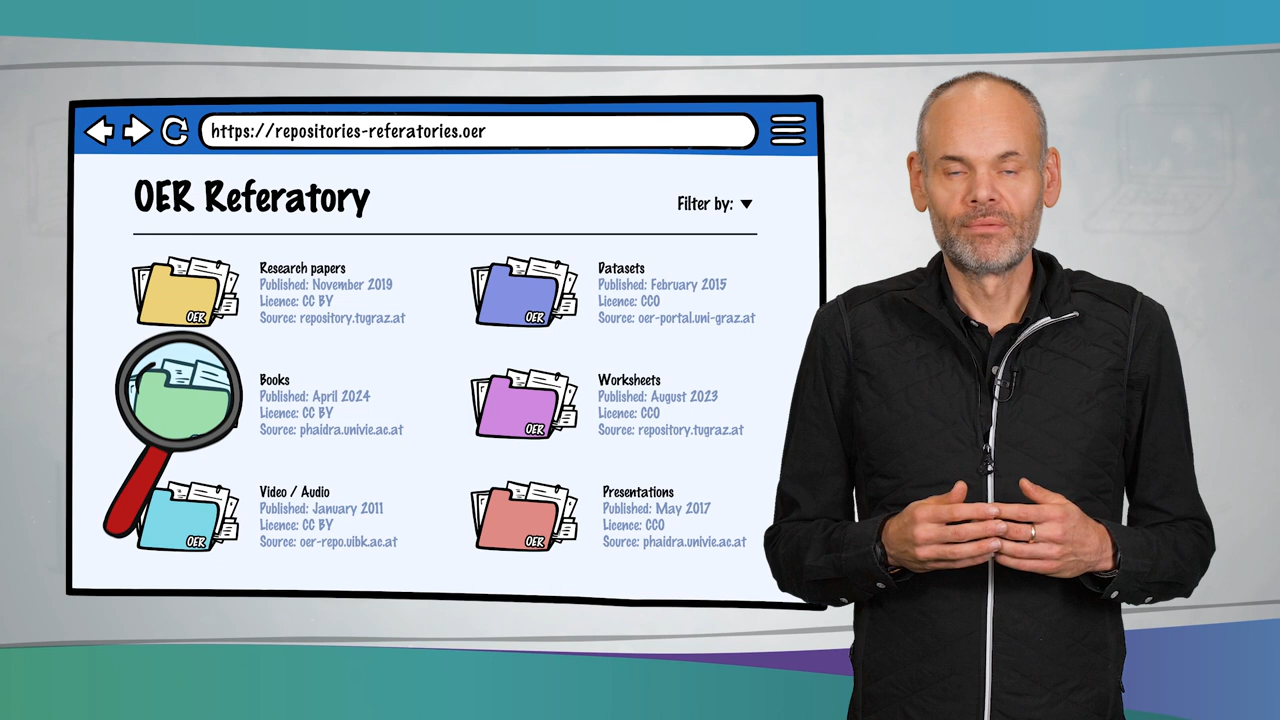 https://repositories-referatories.oer
OER Referatory
Filter by:
Research papers
Published: November 2019
Licence: CC BY
Source: repository.tugraz.at
OER
Datasets
Published: February 2015
Licence: CC0
Source: oer-portal.uni-graz.at
OER
Books
Published: April 2024
Licence: CC BY
Source: phaidra.univie.ac.at
Worksheets
Published: August 2023
Licence: CC0
Source: repository.tugraz.at
OER
Video / Audio
Published: January 2011
Licence: CC BY
Source: oer-repo.uibk.ac.at
OER
Presentations
Published: May 2017
Licence: CC0
Source: phaidra.univie.ac.at
OER